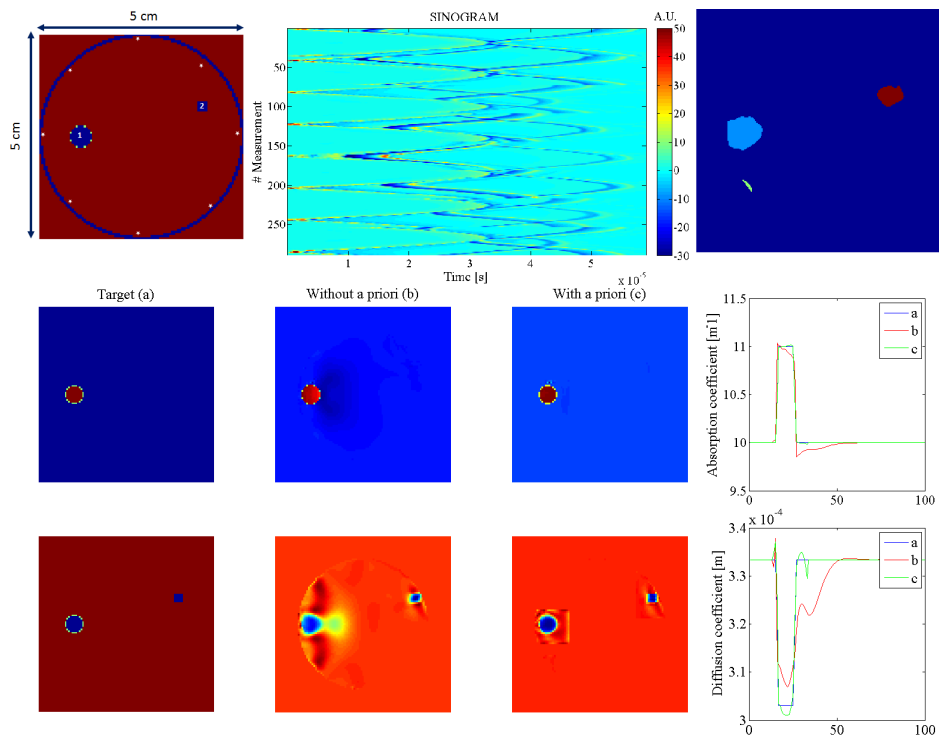 5 cm
5 cm
1
2
SINOGRAM
A.U.
# Measurement
50
100
150
200
250
1
2
3
4
5
Time [s]
x 10⁻⁵
50
40
30
20
10
0
-10
-20
-30
Target (a)
Without a priori (b)
With a priori (c)
Absorption coefficient [m-1]
11.5
11
10.5
10
9.5
0
50
100
a
b
c
x 10⁻⁴
Diffusion coefficient [m]
3.4
3.3
3.2
3.1
3
0
50
100
a
b
c